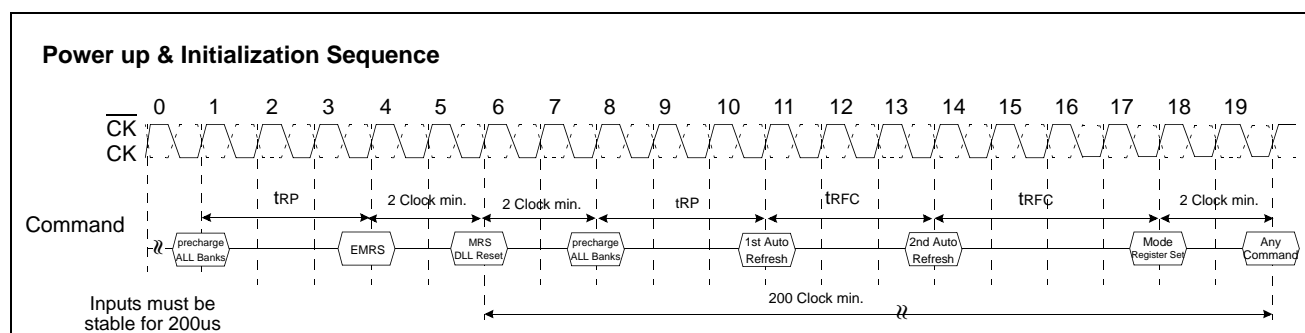 Power up & Initialization Sequence
0 1 2 3 4 5 6 7 8 9 10 11 12 13 14 15 16 17 18 19
CK
CK
tRP 2 Clock min. 2 Clock min. tRP tRFC tRFC 2 Clock min.
Command
precharge ALL Banks
EMRS
MRS DLL Reset
precharge ALL Banks
1st Auto Refresh
2nd Auto Refresh
Mode Register Set
Any Command
200 Clock min.
Inputs must be
stable for 200us